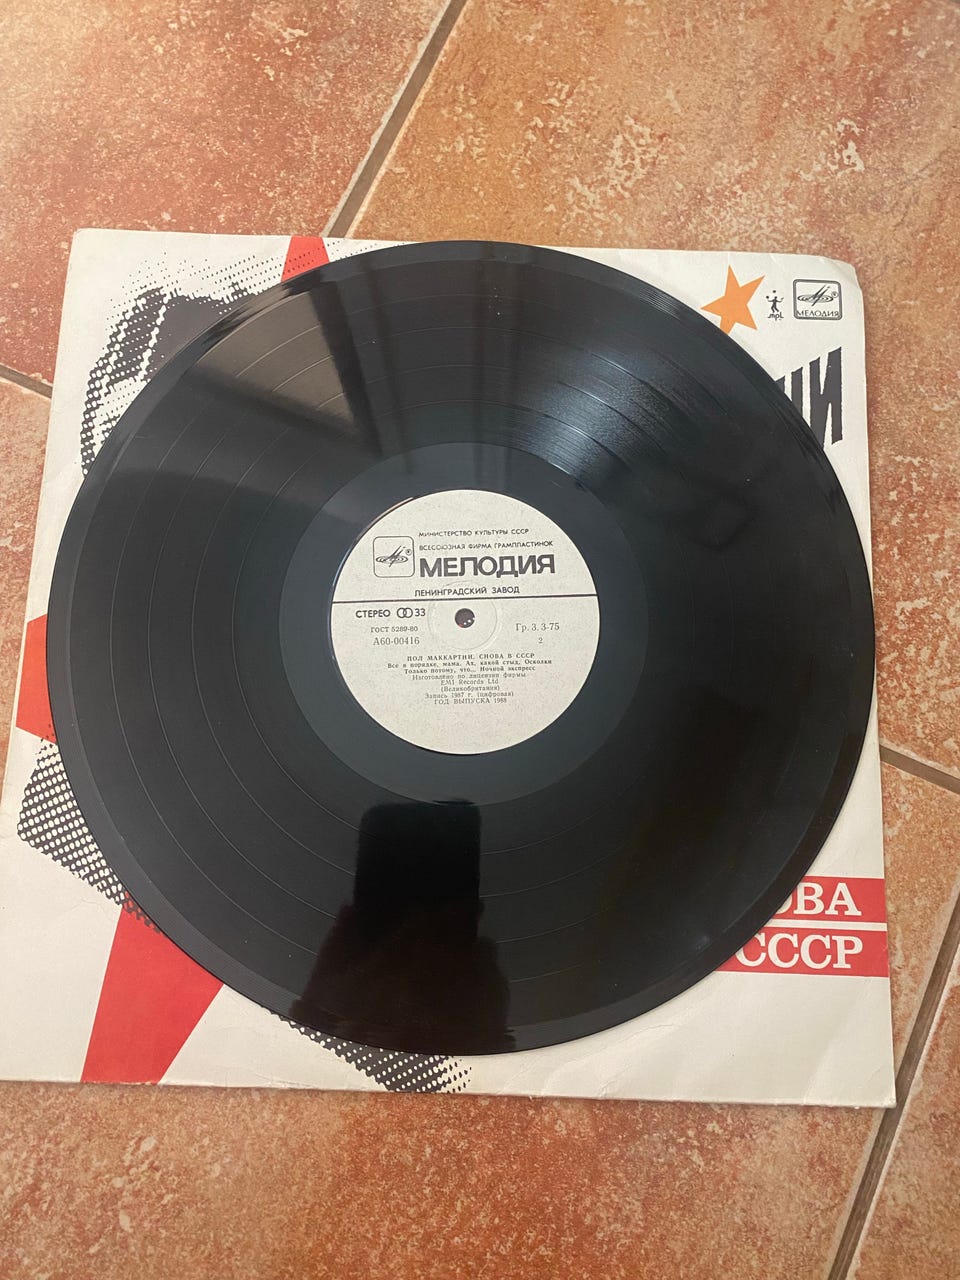 mpl
МЕЛОДИЯ
НИ
МИНИСТЕРСТВО КУЛЬТУРЫ СССР
ВСЕСОЮЗНАЯ ФИРМА ГРАМПЛАСТИНОК
МЕЛОДИЯ
ЛЕНИНГРАДСКИЙ ЗАВОД
СТЕРЕО 33
ГОСТ 5289-80
Гр. 3. 3-75
А60-00416
2
ПОЛ МАККАРТНИ. СНОВА В СССР
Все в порядке, мама. Ах, какой стыд. Осколки
Только потому, что... Ночной экспресс
Изготовлено по лицензии фирмы
EMI Records Ltd
(Великобритания)
Запись 1987 г. (цифровая)
ГОД ВЫПУСКА 1988
ОВА
СССР